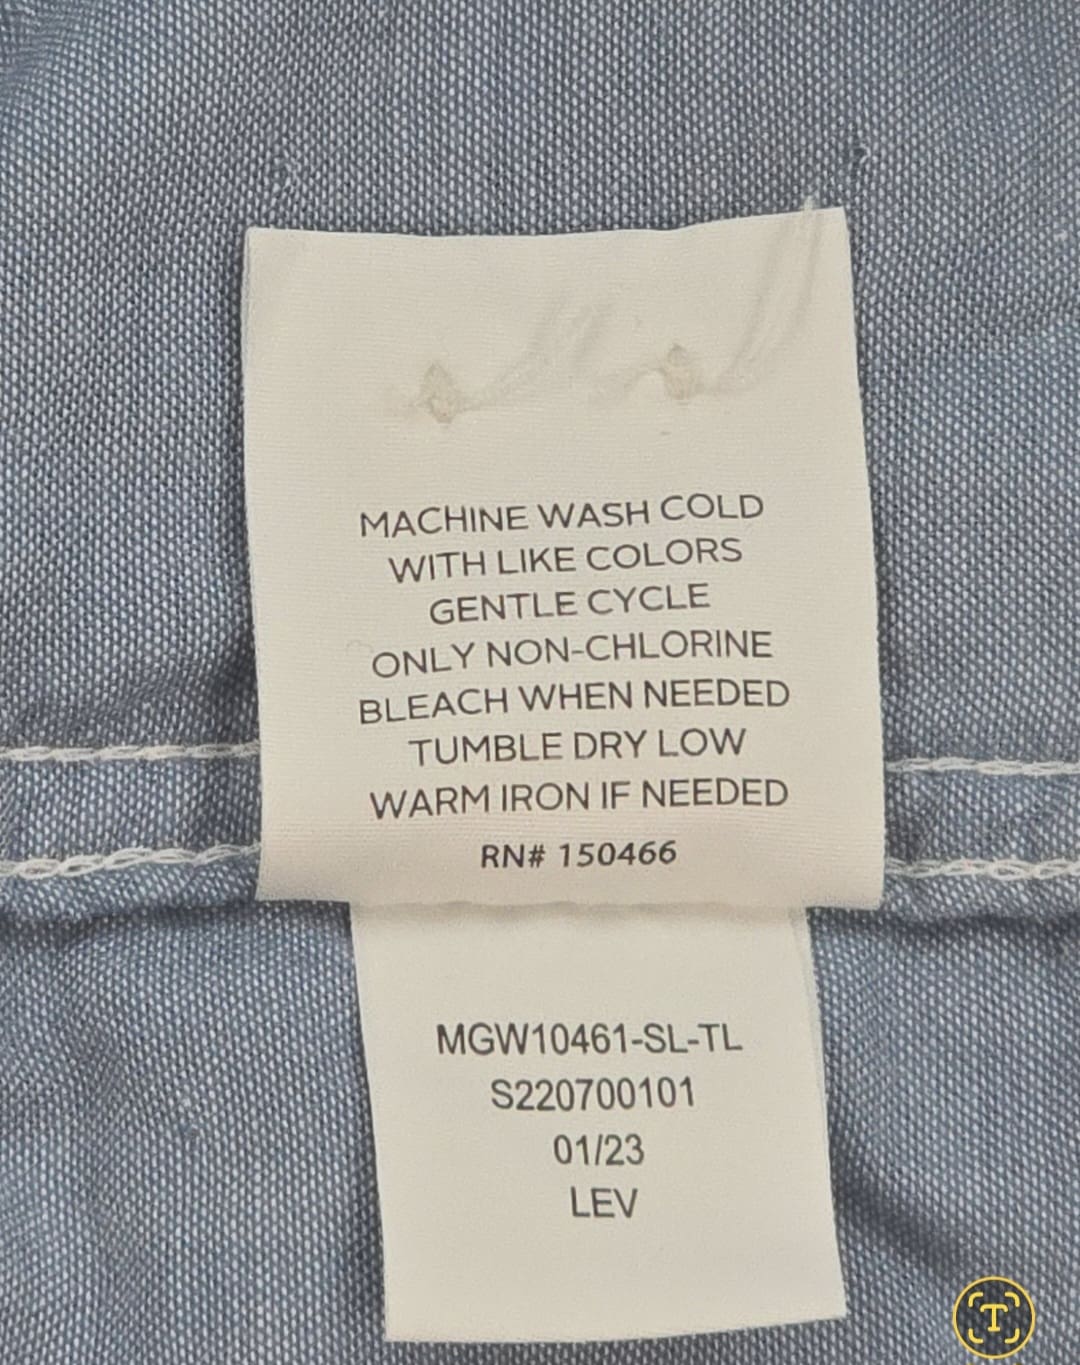 MACHINE WASH COLD
WITH LIKE COLORS
GENTLE CYCLE
ONLY NON-CHLORINE
BLEACH WHEN NEEDED
TUMBLE DRY LOW
WARM IRON IF NEEDED
RN# 150466
MGW10461-SL-TL
S220700101
01/23
LEV